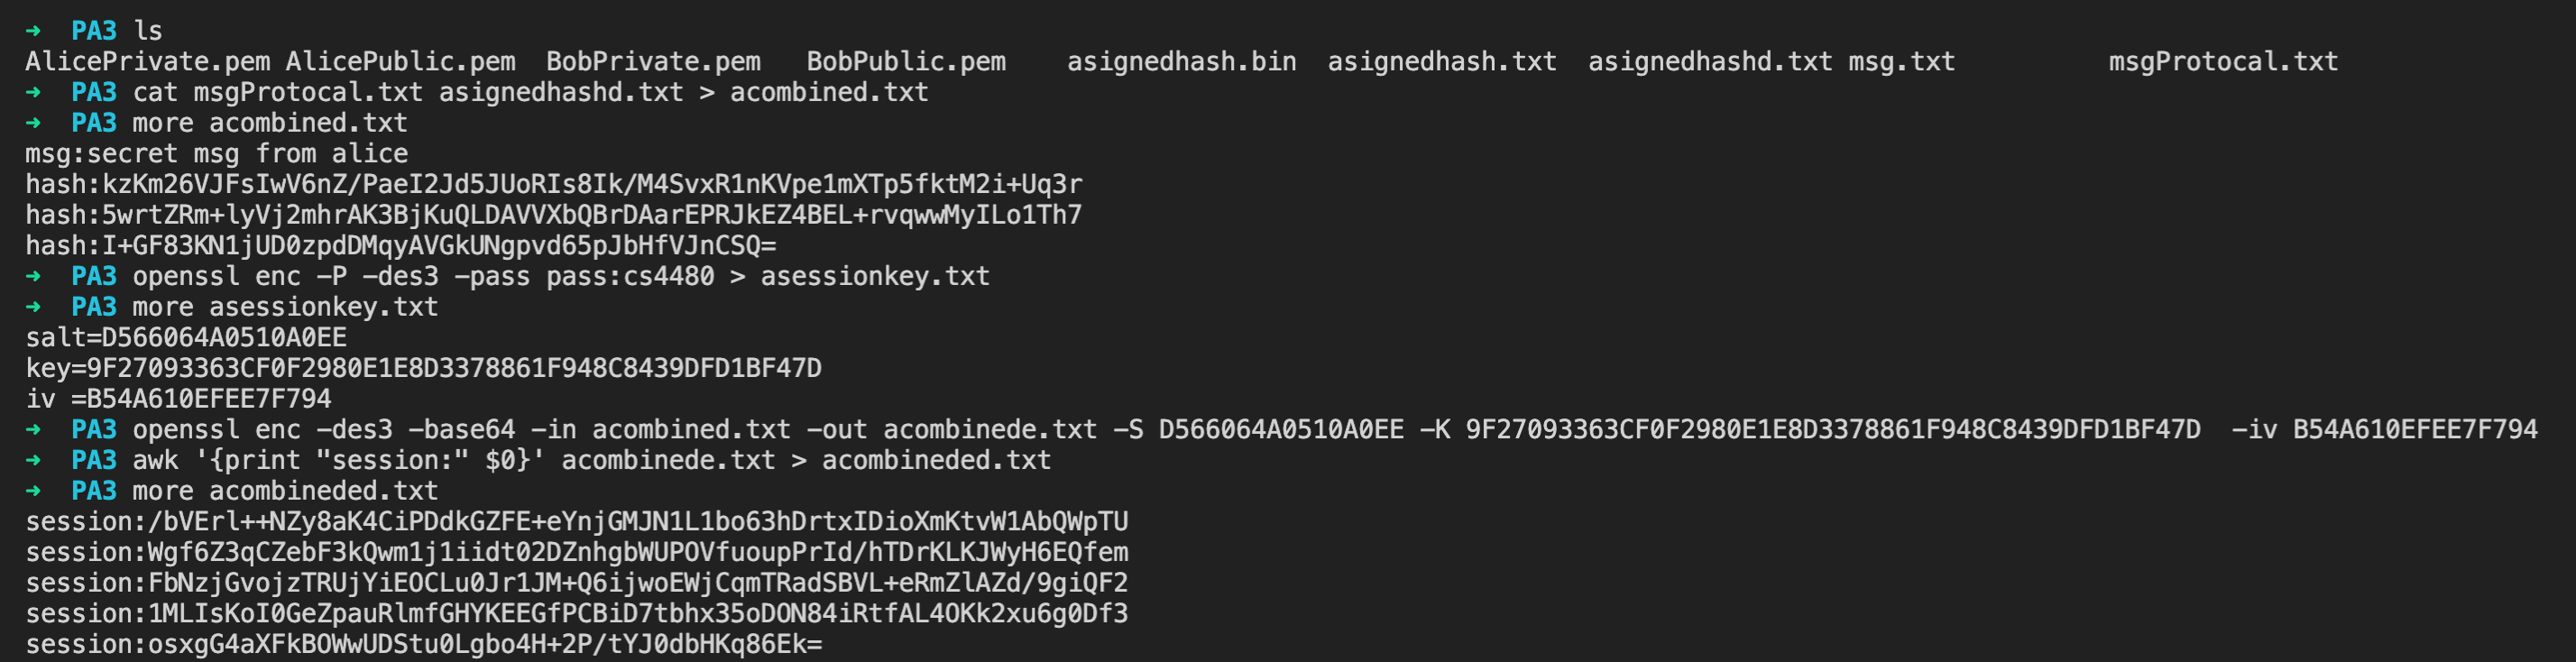 → PA3 ls
AlicePrivate.pem AlicePublic.pem BobPrivate.pem BobPublic.pem asignedhash.bin asignedhash.txt asignedhashd.txt msg.txt msgProtocal.txt
→ PA3 cat msgProtocal.txt asignedhashd.txt > acombined.txt
→ PA3 more acombined.txt
msg:secret msg from alice
hash:kzKm26VJFsIwV6nZ/PaeI2Jd5JUoRIs8Ik/M4SvxR1nKVpe1mXTp5fktM2i+Uq3r
hash:5wrtZRm+lyVj2mhrAK3BjKuQLDAVVXbQBrDAarEPRJkEZ4BEL+rvqwwMyILo1Th7
hash:I+GF83KN1jUD0zpdDMqyAVGkUNgpvd65pJbHfVJnCSQ=
→ PA3 openssl enc -P -des3 -pass pass:cs4480 > asessionkey.txt
→ PA3 more asessionkey.txt
salt=D566064A0510A0EE
key=9F27093363CF0F2980E1E8D3378861F948C8439DFD1BF47D
iv =B54A610EFEE7F794
→ PA3 openssl enc -des3 -base64 -in acombined.txt -out acombinede.txt -S D566064A0510A0EE -K 9F27093363CF0F2980E1E8D3378861F948C8439DFD1BF47D -iv B54A610EFEE7F794
→ PA3 awk '{print "session:" $0}' acombinede.txt > acombineded.txt
→ PA3 more acombineded.txt
session:/bVErl++NZy8aK4CiPDdkGZFE+eYnjGMJN1L1bo63hDrtxIDioXmKtvW1AbQWpTU
session:Wgf6Z3qCZebF3kQwm1j1iidt02DZnhgbWUPOVfuoupPrId/hTDrKLKJWyH6EQfem
session:FbNzjGvojzTRUjYiEOCLu0Jr1JM+Q6ijwoEWjCqmTRadSBVL+eRmZlAZd/9giQF2
session:1MLIsKoI0GeZpauRlmfGHYKEEGfPCBiD7tbhx35oDON84iRtfAL4OKk2xu6g0Df3
session:osxgG4aXFkBOWwUDStu0Lgbo4H+2P/tYJ0dbHKq86Ek=